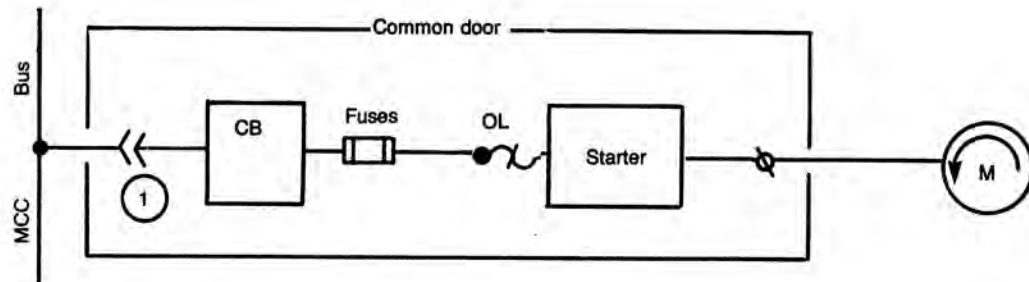 Common door
Bus
MCC
CB
Fuses
OL
Starter
M
1